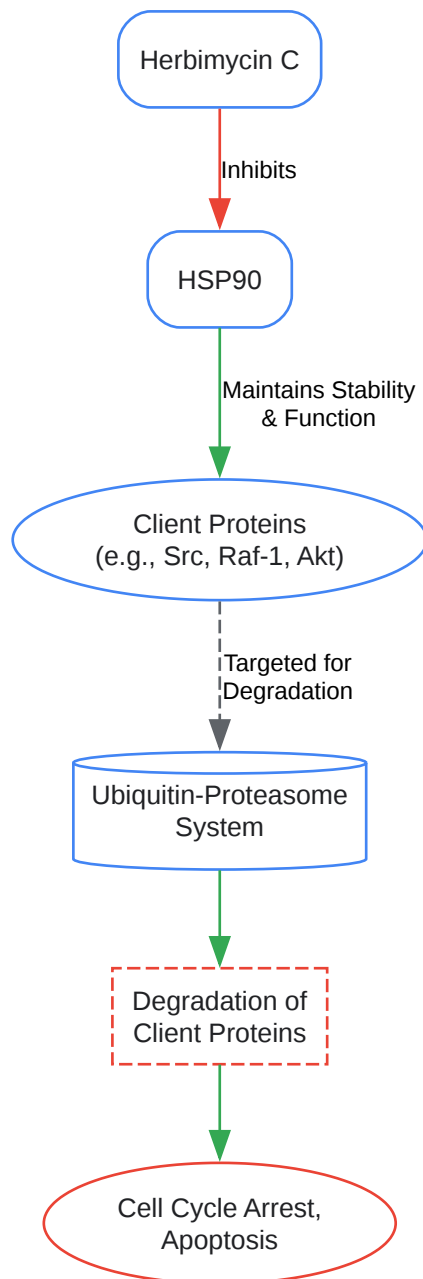 Herbimycin C
Inhibits
HSP90
Maintains Stability
& Function
Client Proteins
(e.g., Src, Raf-1, Akt)
Targeted for
Degradation
Ubiquitin-Proteasome
System
Degradation of
Client Proteins
Cell Cycle Arrest,
Apoptosis